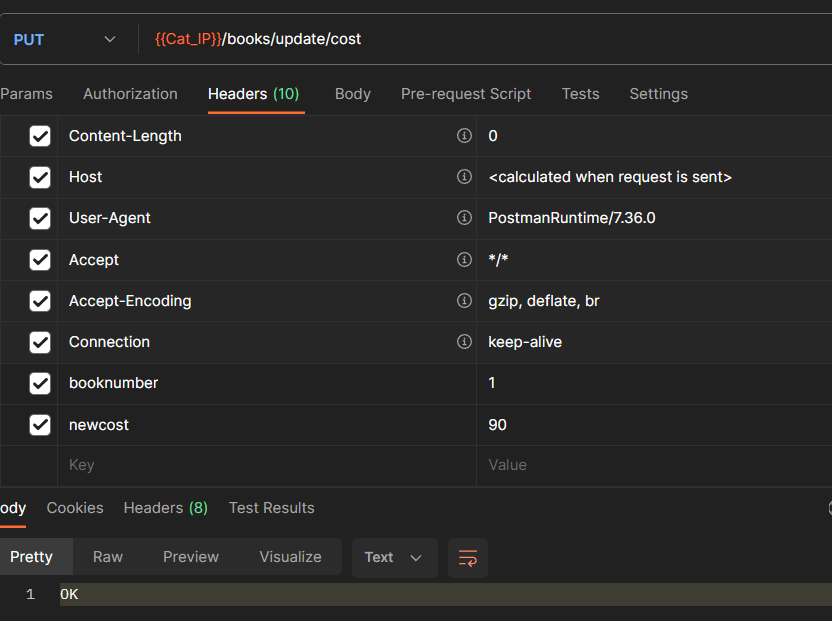 PUT {{Cat_IP}}/books/update/cost
Params Authorization Headers (10) Body Pre-request Script Tests Settings
Content-Length 0
Host <calculated when request is sent>
User-Agent PostmanRuntime/7.36.0
Accept */*
Accept-Encoding gzip, deflate, br
Connection keep-alive
booknumber 1
newcost 90
Key Value
ody Cookies Headers (8) Test Results
Pretty Raw Preview Visualize Text
1 OK